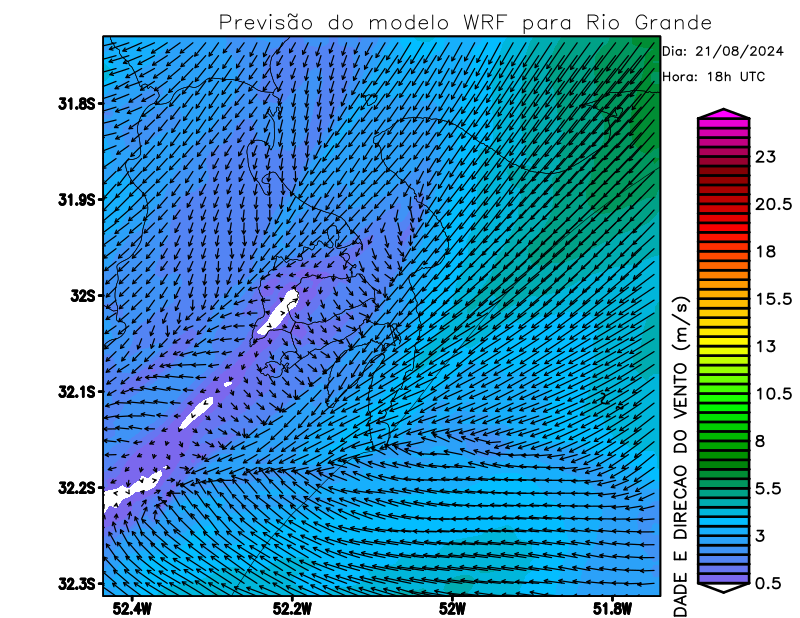 Previsão do modelo WRF para Rio Grande
Dia: 21/08/2024
Hora: 18h UTC
31.8S
31.9S
32S
32.1S
32.2S
32.3S
52.4W
52.2W
52W
51.8W
23
20.5
18
15.5
13
10.5
8
5.5
3
0.5
DADE E DIRECAO DO VENTO (m/s)